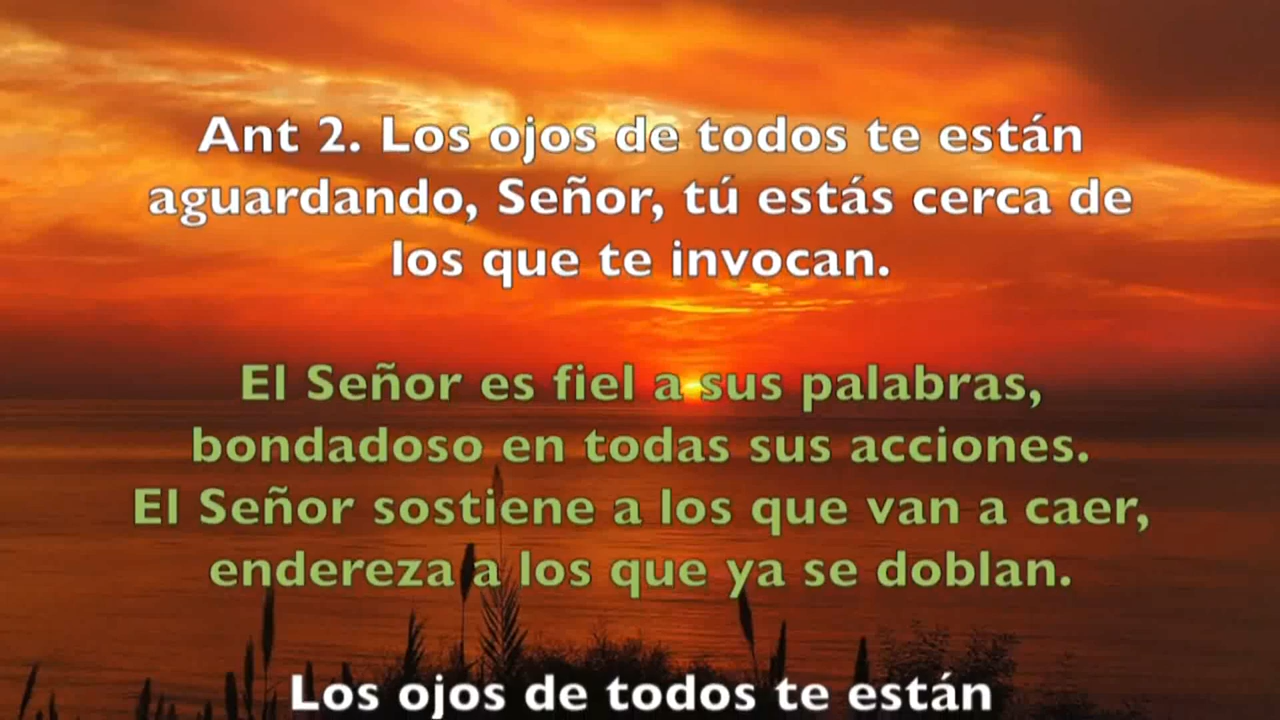 Ant 2. Los ojos de todos te están
aguardando, Señor, tú estás cerca de
los que te invocan.
El Señor es fiel a sus palabras,
bondadoso en todas sus acciones.
El Señor sostiene a los que van a caer,
endereza a los que ya se doblan.
Los ojos de todos te están